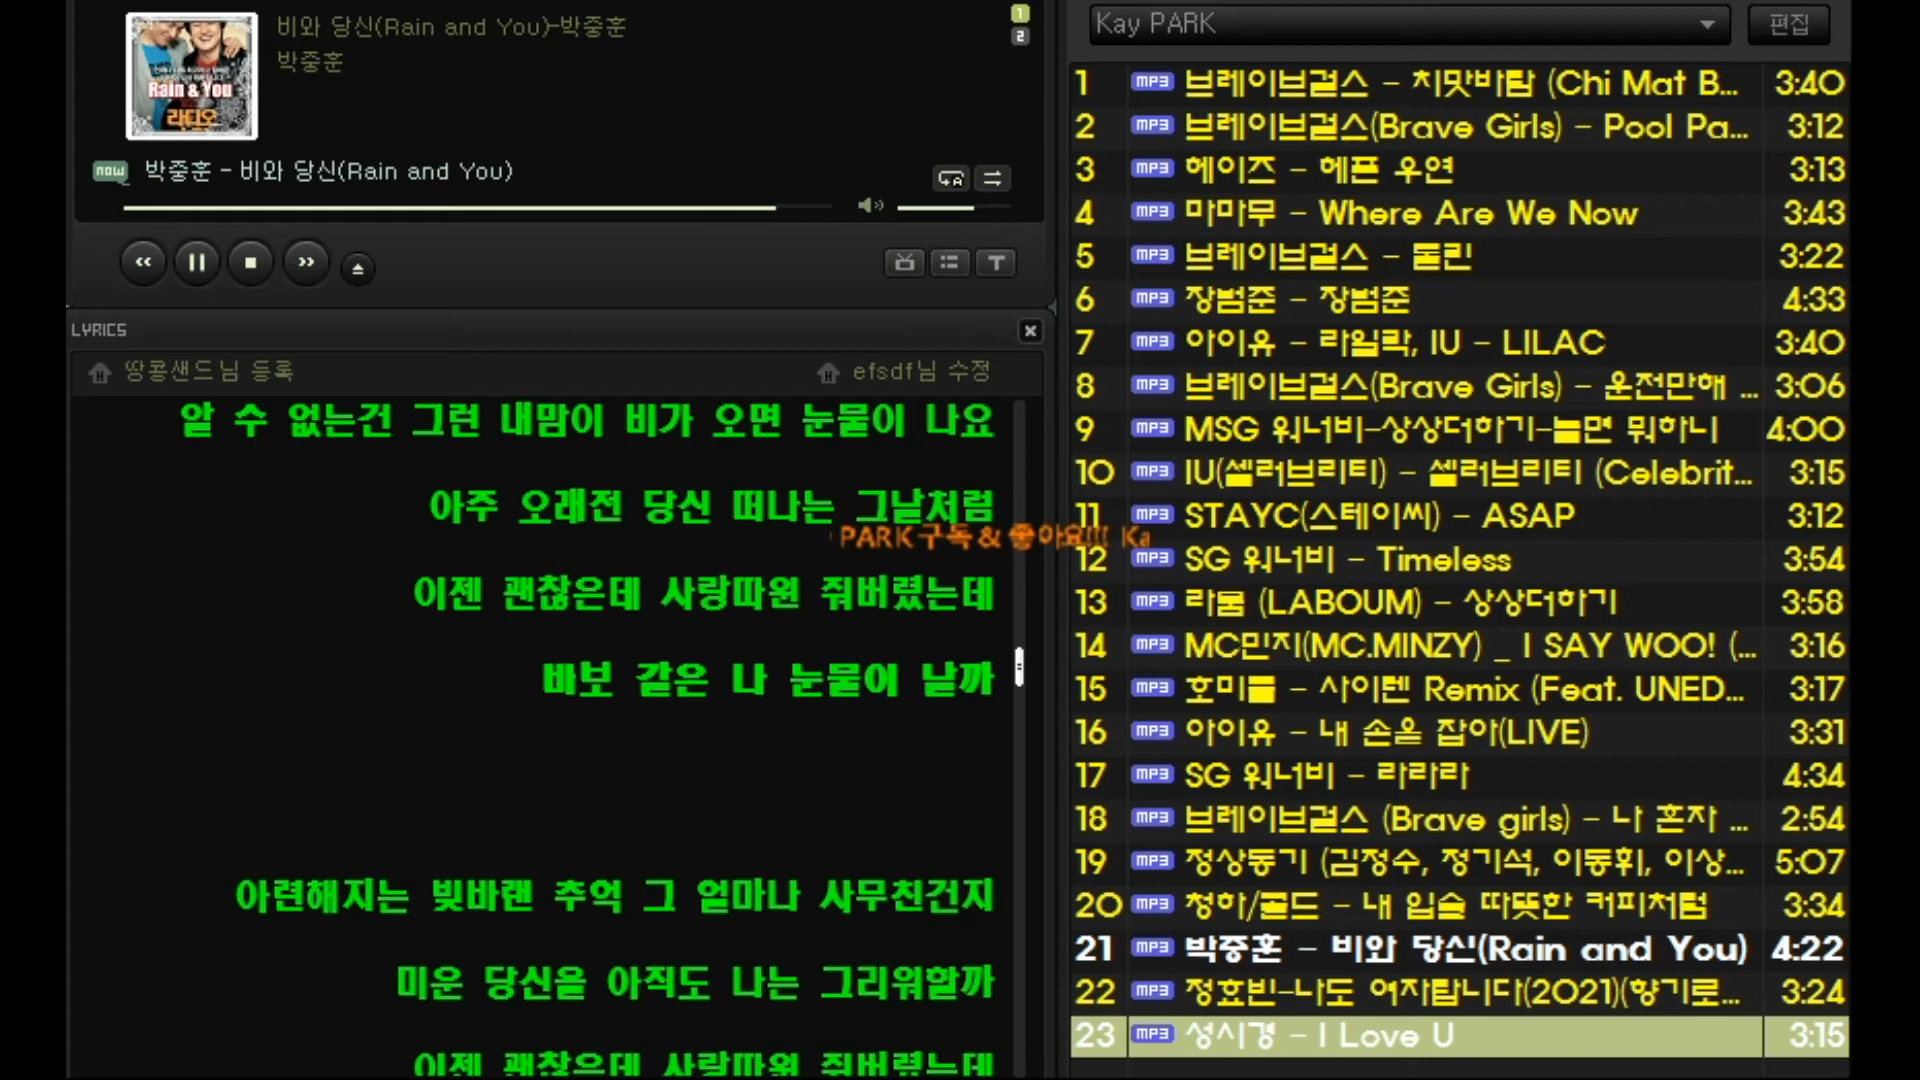 비와 당신(Rain and You)-박중훈
박중훈
Rain & You
라디오
1
2
now 박중훈 - 비와 당신(Rain and You)
LYRICS
땅콩샌드님 등록
efsdf님 수정
알 수 없는건 그런 내맘이 비가 오면 눈물이 나요
아주 오래전 당신 떠나는 그날처럼
PARK구독&좋아요!!! Ka
이젠 괜찮은데 사랑따윈 줘버렸는데
바보 같은 나 눈물이 날까
아련해지는 빛바랜 추억 그 얼마나 사무친건지
미운 당신을 아직도 나는 그리워할까
이젠 괜찮은데 사랑따윈 줘버렸는데
Kay PARK
편집
1 MP3 브레이브걸스 - 치맛바람 (Chi Mat B... 3:40
2 MP3 브레이브걸스(Brave Girls) - Pool Pa... 3:12
3 MP3 헤이즈 - 헤픈 우연 3:13
4 MP3 마마무 - Where Are We Now 3:43
5 MP3 브레이브걸스 - 롤린 3:22
6 MP3 장범준 - 장범준 4:33
7 MP3 아이유 - 라일락, IU - LILAC 3:40
8 MP3 브레이브걸스(Brave Girls) - 운전만해 ... 3:06
9 MP3 MSG 워너비-상상더하기-놀면 뭐하니 4:00
10 MP3 IU(셀러브리티) - 셀러브리티 (Celebrit... 3:15
11 MP3 STAYC(스테이씨) - ASAP 3:12
12 MP3 SG 워너비 - Timeless 3:54
13 MP3 라붐 (LABOUM) - 상상더하기 3:58
14 MP3 MC민지(MC.MINZY) _ I SAY WOO! (... 3:16
15 MP3 호미들 - 사이렌 Remix (Feat. UNED... 3:17
16 MP3 아이유 - 내 손을 잡아(LIVE) 3:31
17 MP3 SG 워너비 - 라라라 4:34
18 MP3 브레이브걸스 (Brave girls) - 나 혼자 ... 2:54
19 MP3 정상동기 (김정수, 정기석, 이동휘, 이상... 5:07
20 MP3 청하/콜드 - 내 입술 따뜻한 커피처럼 3:34
21 MP3 박중훈 - 비와 당신(Rain and You) 4:22
22 MP3 정효빈-나도 여자랍니다(2021)(향기로... 3:24
23 MP3 성시경 - I Love U 3:15